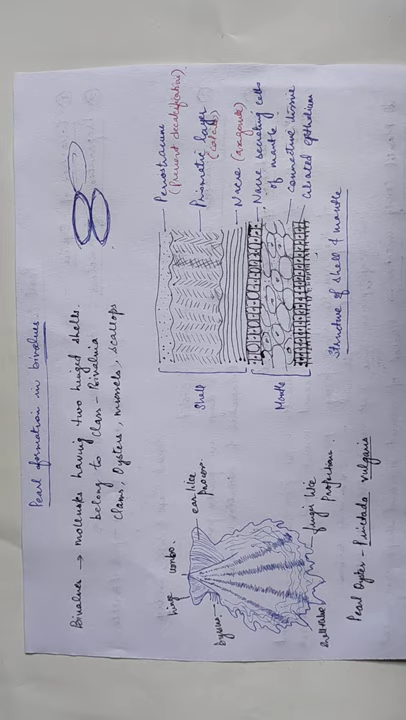 Pearl formation in bivalves.
Bivalves → molluscs having two hinged shells.
belong to Class - Bivalvia
Clams, Oysters, mussels, scallops
hinge
umbo.
ear like
process.
byssus
shell
finger like
Projections.
Pearl Oyster - Pinctada vulgaris
Shell
Mantle
Periostracum
(Prevent decalcification)
Prismatic layer
(calcite)
Nacre (aragonite)
Nacre secreting cells
of mantle
connective tissue
ciliated epithelium
Structure of shell & mantle